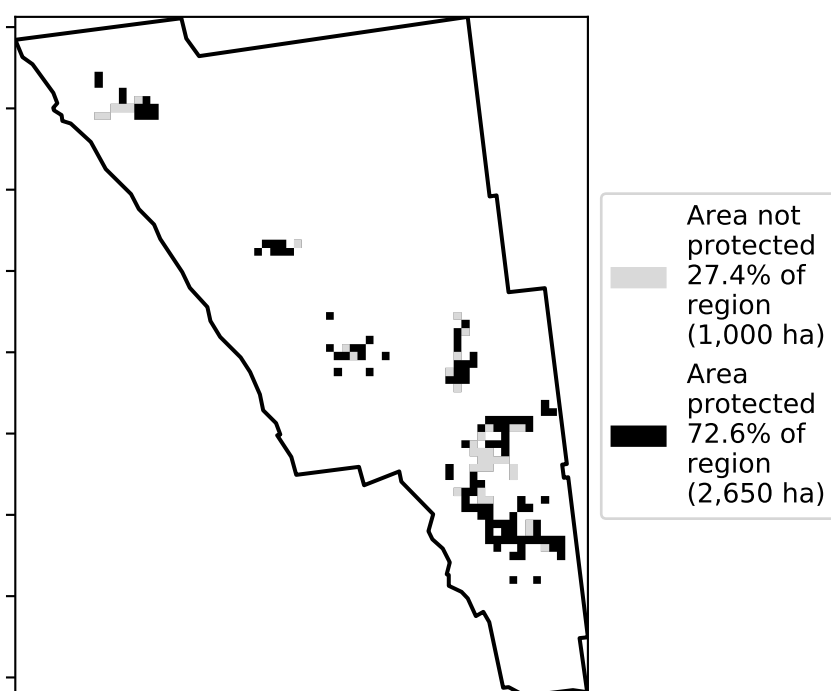 Area not
protected
27.4% of
region
(1,000 ha)
Area
protected
72.6% of
region
(2,650 ha)